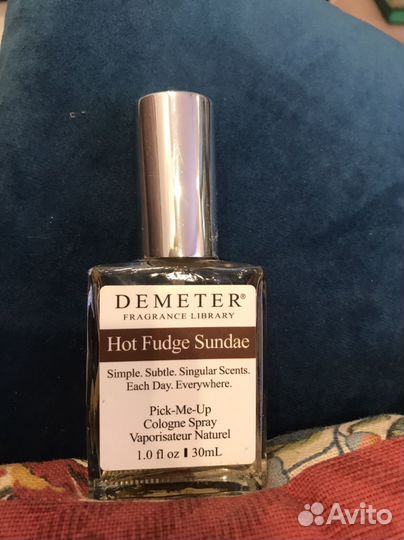 DEMETER®
FRAGRANCE LIBRARY
Hot Fudge Sundae
Simple. Subtle. Singular Scents.
Each Day. Everywhere.
Pick-Me-Up
Cologne Spray
Vaporisateur Naturel
1.0 fl oz ▮ 30mL
Avito